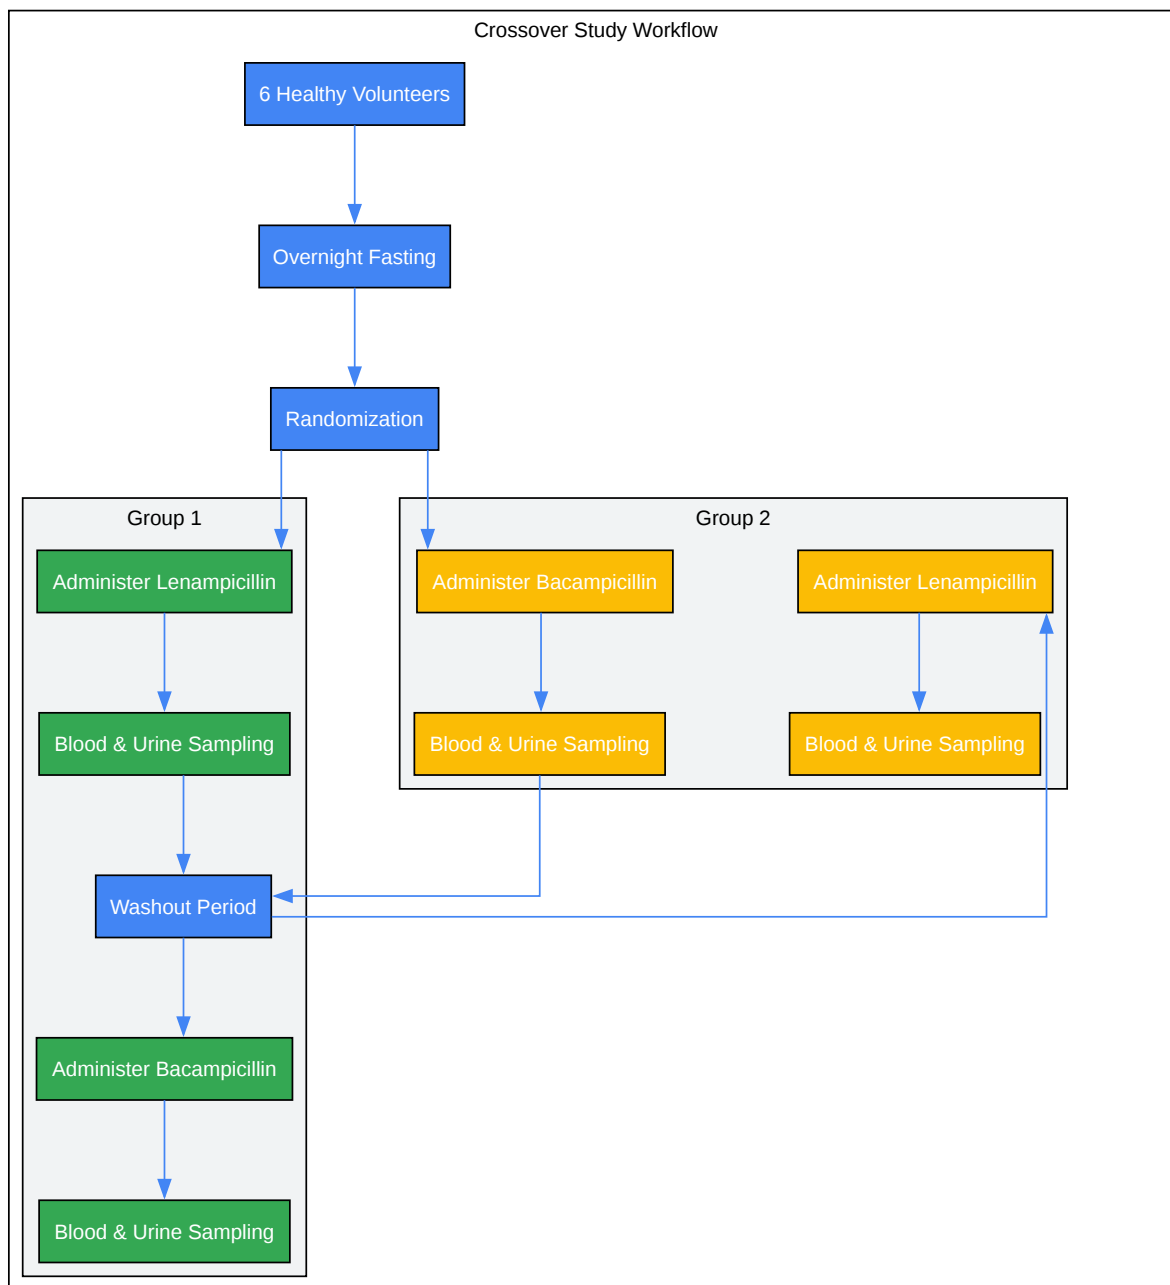 Crossover Study Workflow
6 Healthy Volunteers
Overnight Fasting
Randomization
Group 1
Administer Lenampicillin
Blood & Urine Sampling
Washout Period
Administer Bacampicillin
Blood & Urine Sampling
Group 2
Administer Bacampicillin
Blood & Urine Sampling
Administer Lenampicillin
Blood & Urine Sampling